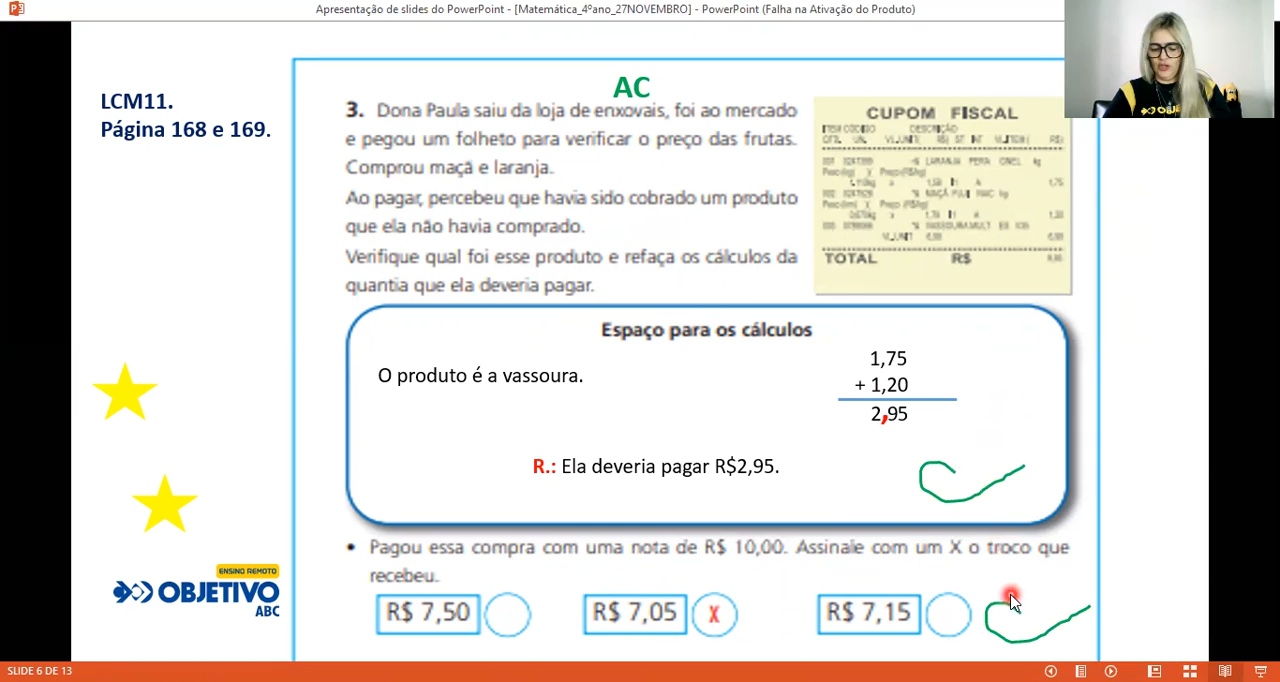 Apresentação de slides do PowerPoint - [Matemática_4ºano_27NOVEMBRO] - PowerPoint (Falha na Ativação do Produto)
LCM11.
Página 168 e 169.
AC
3. Dona Paula saiu da loja de enxovais, foi ao mercado
e pegou um folheto para verificar o preço das frutas.
Comprou maçã e laranja.
Ao pagar, percebeu que havia sido cobrado um produto
que ela não havia comprado.
Verifique qual foi esse produto e refaça os cálculos da
quantia que ela deveria pagar.
CUPOM FISCAL
DESCRIÇÃO
LARANJA PERA
1,75
TOTAL R$
Espaço para os cálculos
O produto é a vassoura.
1,75
+ 1,20
2,95
R.: Ela deveria pagar R$2,95.
• Pagou essa compra com uma nota de R$ 10,00. Assinale com um X o troco que
recebeu.
R$ 7,50
R$ 7,05 X
R$ 7,15
ENSINO REMOTO
OBJETIVO
ABC
SLIDE 6 DE 13